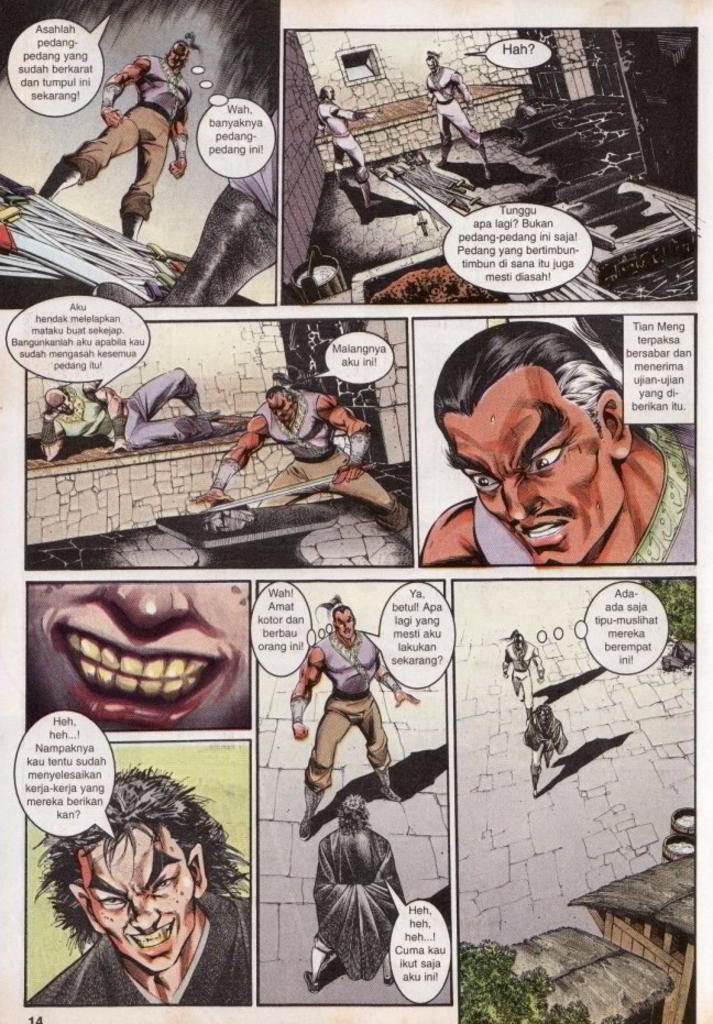 Asahlah
pedang-
pedang yang
sudah berkarat
dan tumpul ini
sekarang!
Wah,
banyaknya
pedang-
pedang ini!
Hah?
Tunggu
apa lagi? Bukan
pedang-pedang ini saja!
Pedang yang bertimbun-
timbun di sana itu juga
mesti diasah!
Aku
hendak melelapkan
mataku buat sekejap.
Bangunkanlah aku apabila kau
sudah mengasah kesemua
pedang itu!
Malangnya
aku ini!
Tian Meng
terpaksa
bersabar dan
menerima
ujian-ujian
yang di-
berikan itu.
Heh,
heh...!
Nampaknya
kau tentu sudah
menyelesaikan
kerja-kerja yang
mereka berikan
kan?
Wah!
Amat
kotor dan
berbau
orang ini!
Ya,
betul! Apa
lagi yang
mesti aku
lakukan
sekarang?
Heh,
heh,
heh...!
Cuma kau
ikut saja
aku ini!
Ada-
ada saja
tipu-muslihat
mereka
berempat
ini!
14